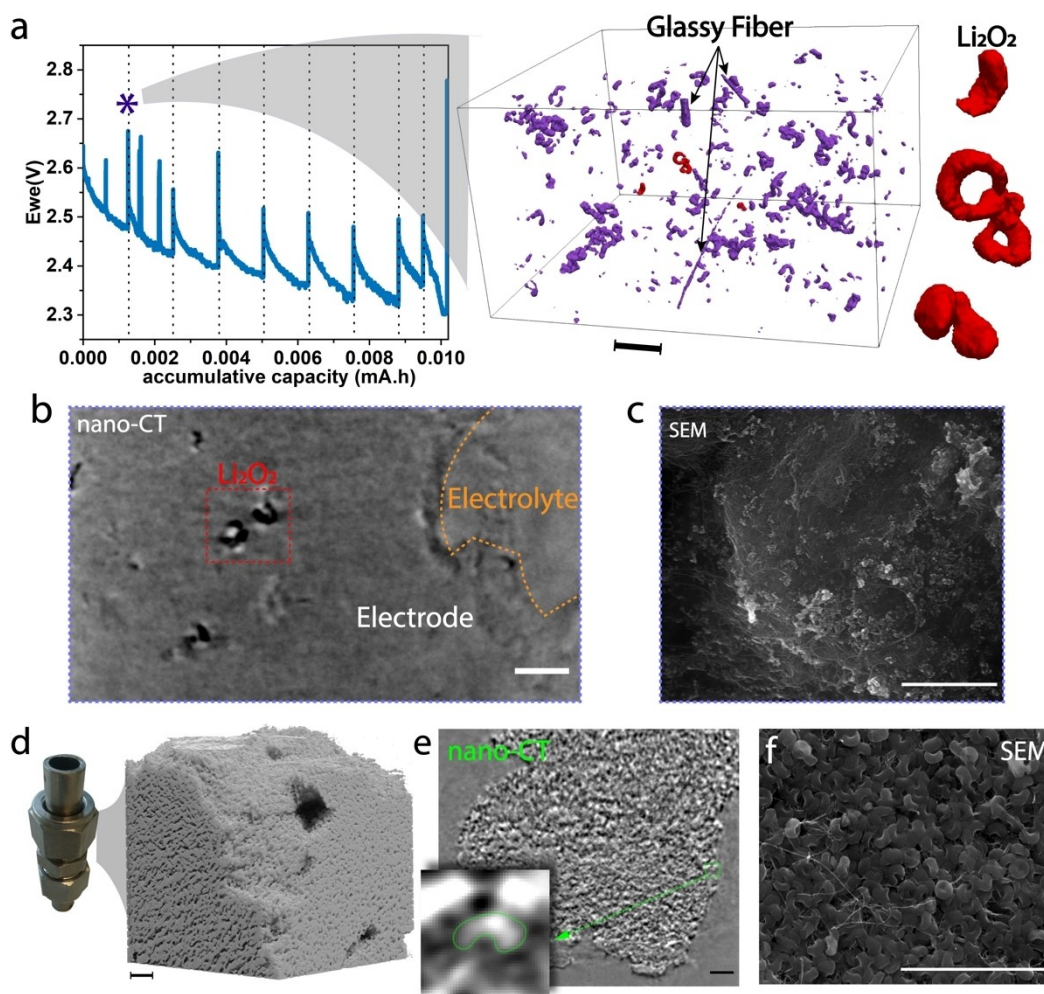 a
Ewe(V)
2.8
2.7
2.6
2.5
2.4
2.3
0.000 0.002 0.004 0.006 0.008 0.010
accumulative capacity (mA.h)
*
Glassy Fiber
Li₂O₂
b
nano-CT
Li₂O₂
Electrolyte
Electrode
c
SEM
d
e
nano-CT
f
SEM